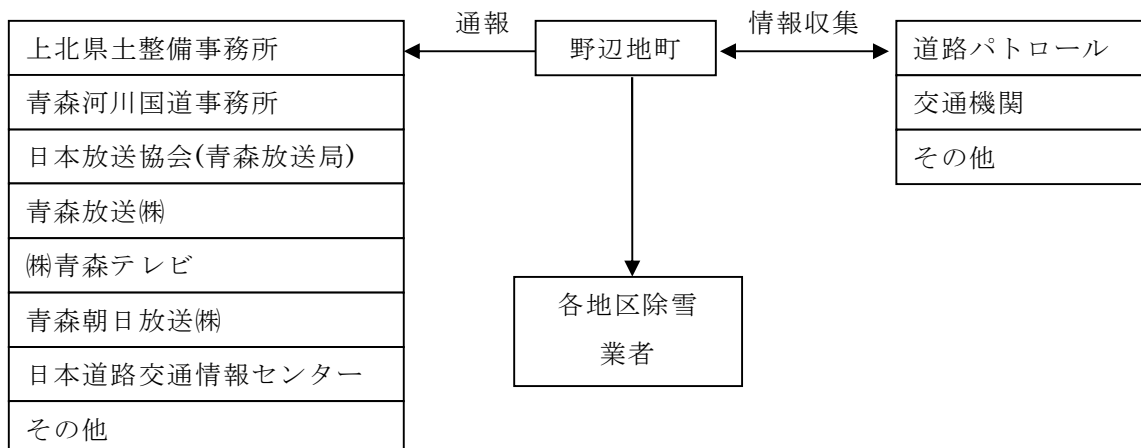 通報
情報収集
上北県土整備事務所
青森河川国道事務所
日本放送協会(青森放送局)
青森放送㈱
㈱青森テレビ
青森朝日放送㈱
日本道路交通情報センター
その他
野辺地町
各地区除雪
業者
道路パトロール
交通機関
その他